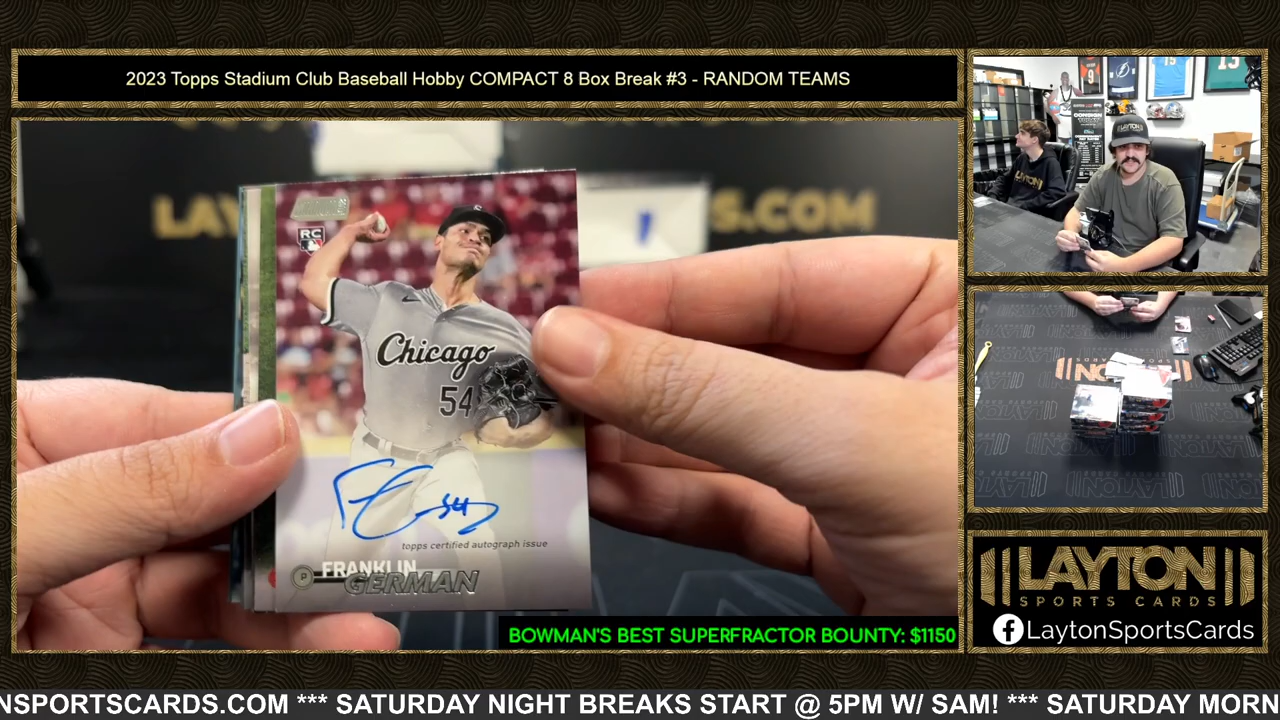 2023 Topps Stadium Club Baseball Hobby COMPACT 8 Box Break #3 - RANDOM TEAMS
RC
Chicago
54
topps certified autograph issue
P
FRANKLIN
GERMAN
BOWMAN'S BEST SUPERFRACTOR BOUNTY: $1150
CONSIGN
LAYTON
LAYTON
SPORTS CARDS
LaytonSportsCards
NSPORTSCARDS.COM *** SATURDAY NIGHT BREAKS START @ 5PM W/ SAM! *** SATURDAY MORN